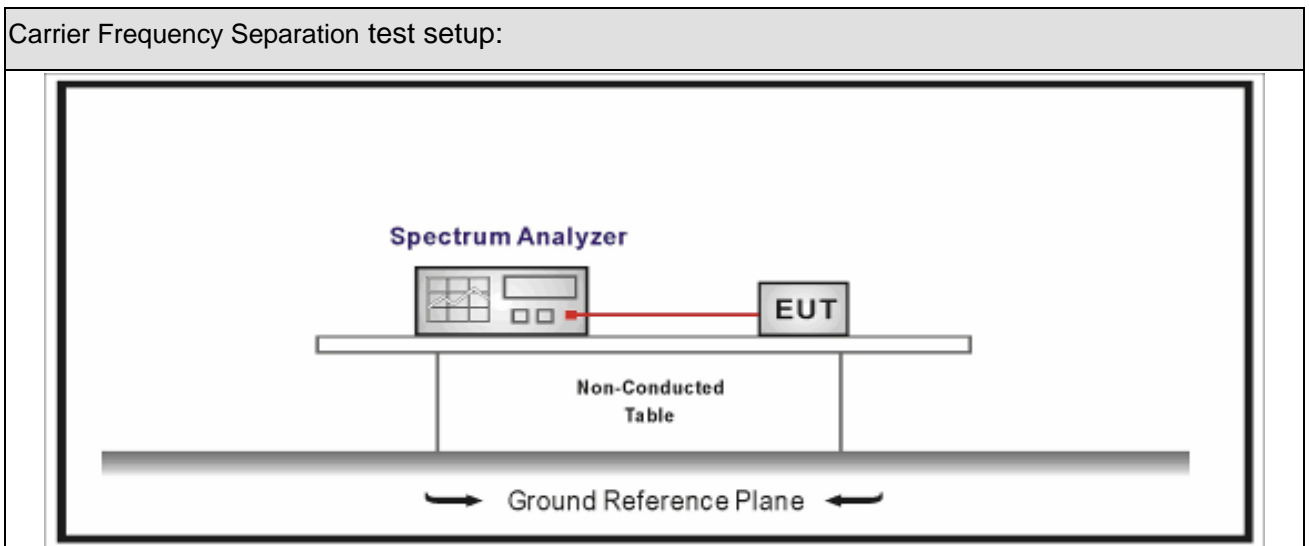 Carrier Frequency Separation test setup:
Spectrum Analyzer
EUT
Non-Conducted
Table
Ground Reference Plane